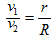 v₁/v₂ = r/R